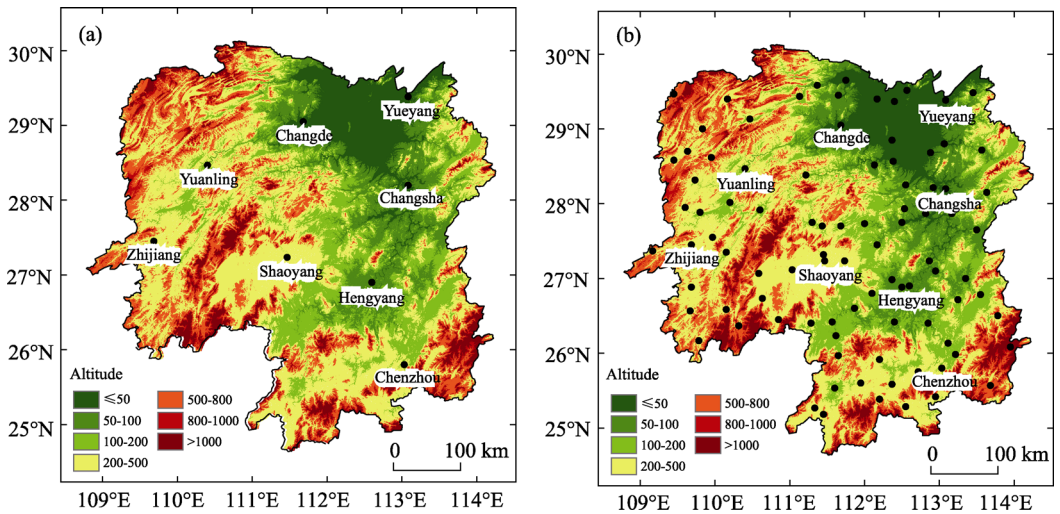 (a)
30°N
29°N
28°N
27°N
26°N
25°N
Yueyang
Changde
Yuanling
Changsha
Zhijiang
Shaoyang
Hengyang
Chenzhou
Altitude
≤50
50-100
100-200
200-500
500-800
800-1000
>1000
0 100 km
109°E 110°E 111°E 112°E 113°E 114°E
(b)
30°N
29°N
28°N
27°N
26°N
25°N
Yueyang
Changde
Yuanling
Changsha
Zhijiang
Shaoyang
Hengyang
Chenzhou
Altitude
≤50
50-100
100-200
200-500
500-800
800-1000
>1000
0 100 km
109°E 110°E 111°E 112°E 113°E 114°E